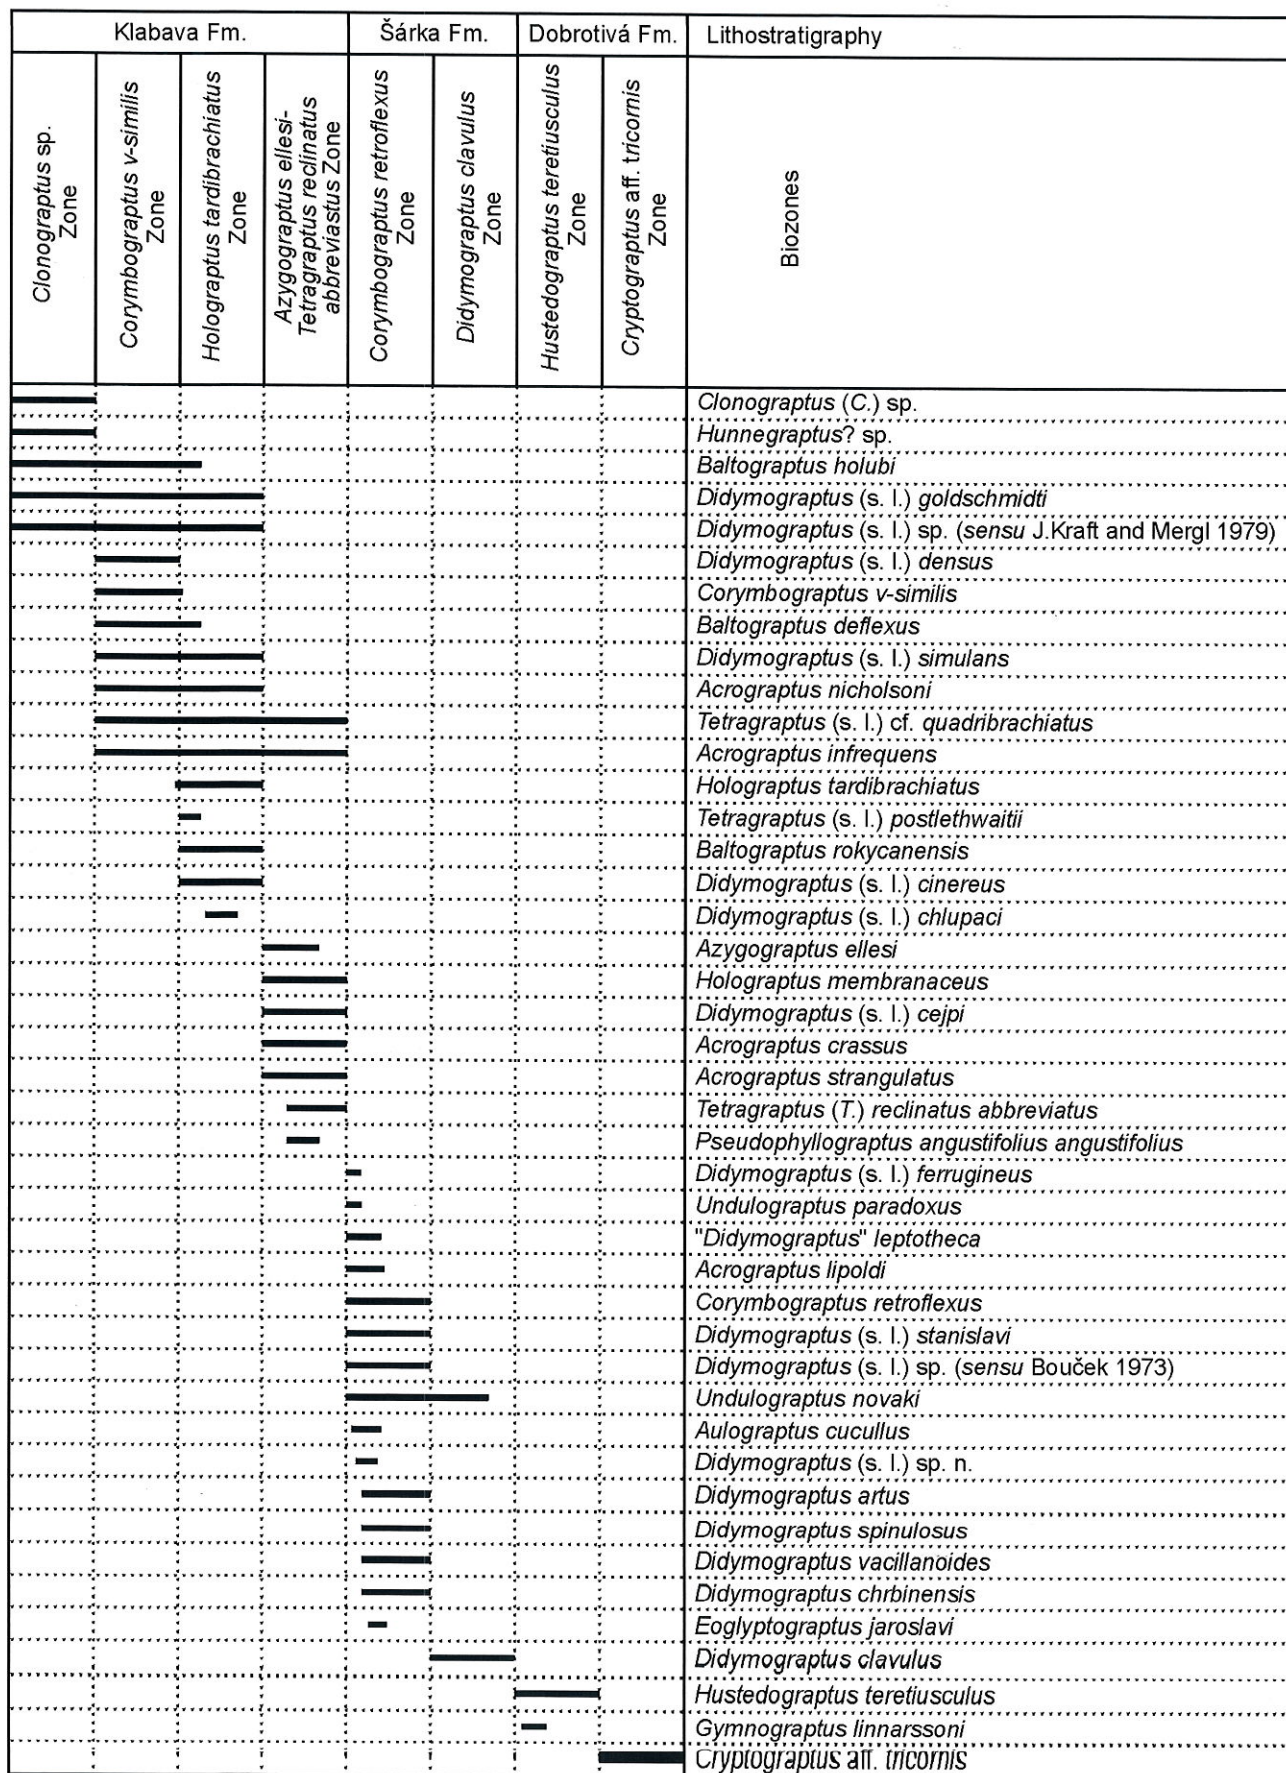 Klabava Fm.
Šárka Fm.
Dobrotivá Fm.
Lithostratigraphy
Clonograptus sp.
Zone
Corymbograptus v-similis
Zone
Holograptus tardibrachiatus
Zone
Azygograptus ellesi-
Tetragraptus reclinatus
abbreviastus Zone
Corymbograptus retroflexus
Zone
Didymograptus clavulus
Zone
Hustedograptus teretiusculus
Zone
Cryptograptus aff. tricornis
Zone
Biozones
Clonograptus (C.) sp.
Hunnegraptus? sp.
Baltograptus holubi
Didymograptus (s. l.) goldschmidti
Didymograptus (s. l.) sp. (sensu J.Kraft and Mergl 1979)
Didymograptus (s. l.) densus
Corymbograptus v-similis
Baltograptus deflexus
Didymograptus (s. l.) simulans
Acrograptus nicholsoni
Tetragraptus (s. l.) cf. quadribrachiatus
Acrograptus infrequens
Holograptus tardibrachiatus
Tetragraptus (s. l.) postlethwaitii
Baltograptus rokycanensis
Didymograptus (s. l.) cinereus
Didymograptus (s. l.) chlupaci
Azygograptus ellesi
Holograptus membranaceus
Didymograptus (s. l.) cejpi
Acrograptus crassus
Acrograptus strangulatus
Tetragraptus (T.) reclinatus abbreviatus
Pseudophyllograptus angustifolius angustifolius
Didymograptus (s. l.) ferrugineus
Undulograptus paradoxus
"Didymograptus" leptotheca
Acrograptus lipoldi
Corymbograptus retroflexus
Didymograptus (s. l.) stanislavi
Didymograptus (s. l.) sp. (sensu Bouček 1973)
Undulograptus novaki
Aulograptus cucullus
Didymograptus (s. l.) sp. n.
Didymograptus artus
Didymograptus spinulosus
Didymograptus vacillanoides
Didymograptus chrbinensis
Eoglyptograptus jaroslavi
Didymograptus clavulus
Hustedograptus teretiusculus
Gymnograptus linnarssoni
Cryptograptus aff. tricornis